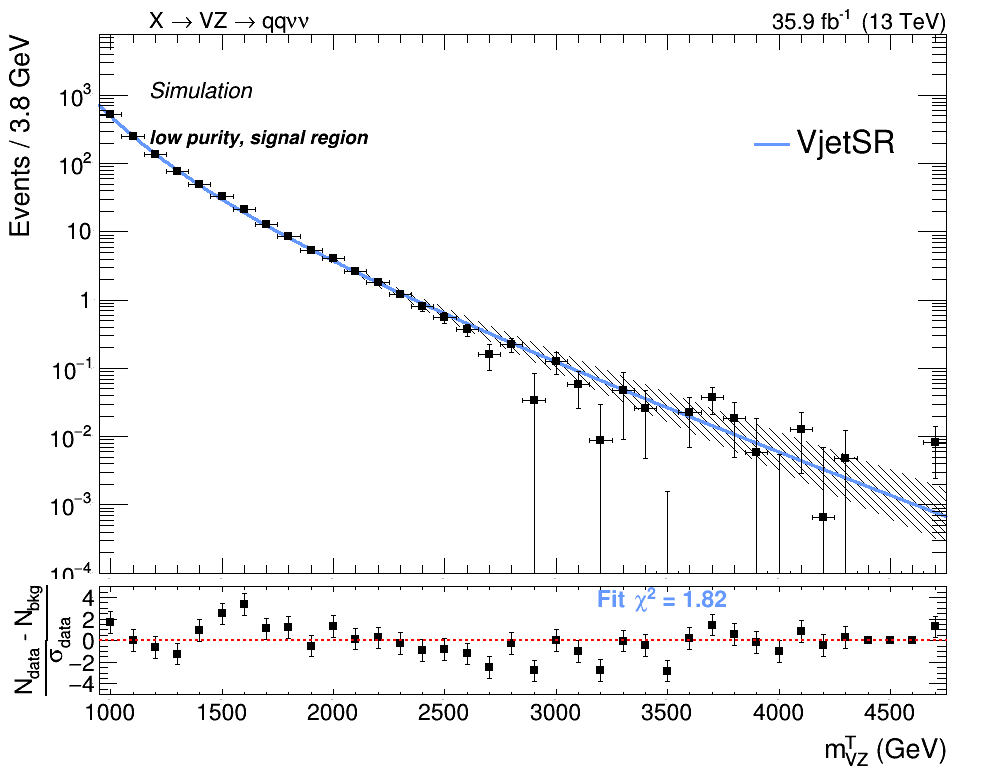 X → VZ → qqνν 35.9 fb⁻¹ (13 TeV)
Events / 3.8 GeV
Simulation
low purity, signal region
VjetSR
10³
10²
10
1
10⁻¹
10⁻²
10⁻³
10⁻⁴
Fit χ² = 1.82
N_data - N_bkg
σ_data
4
2
0
−2
−4
1000 1500 2000 2500 3000 3500 4000 4500
m^T_VZ (GeV)